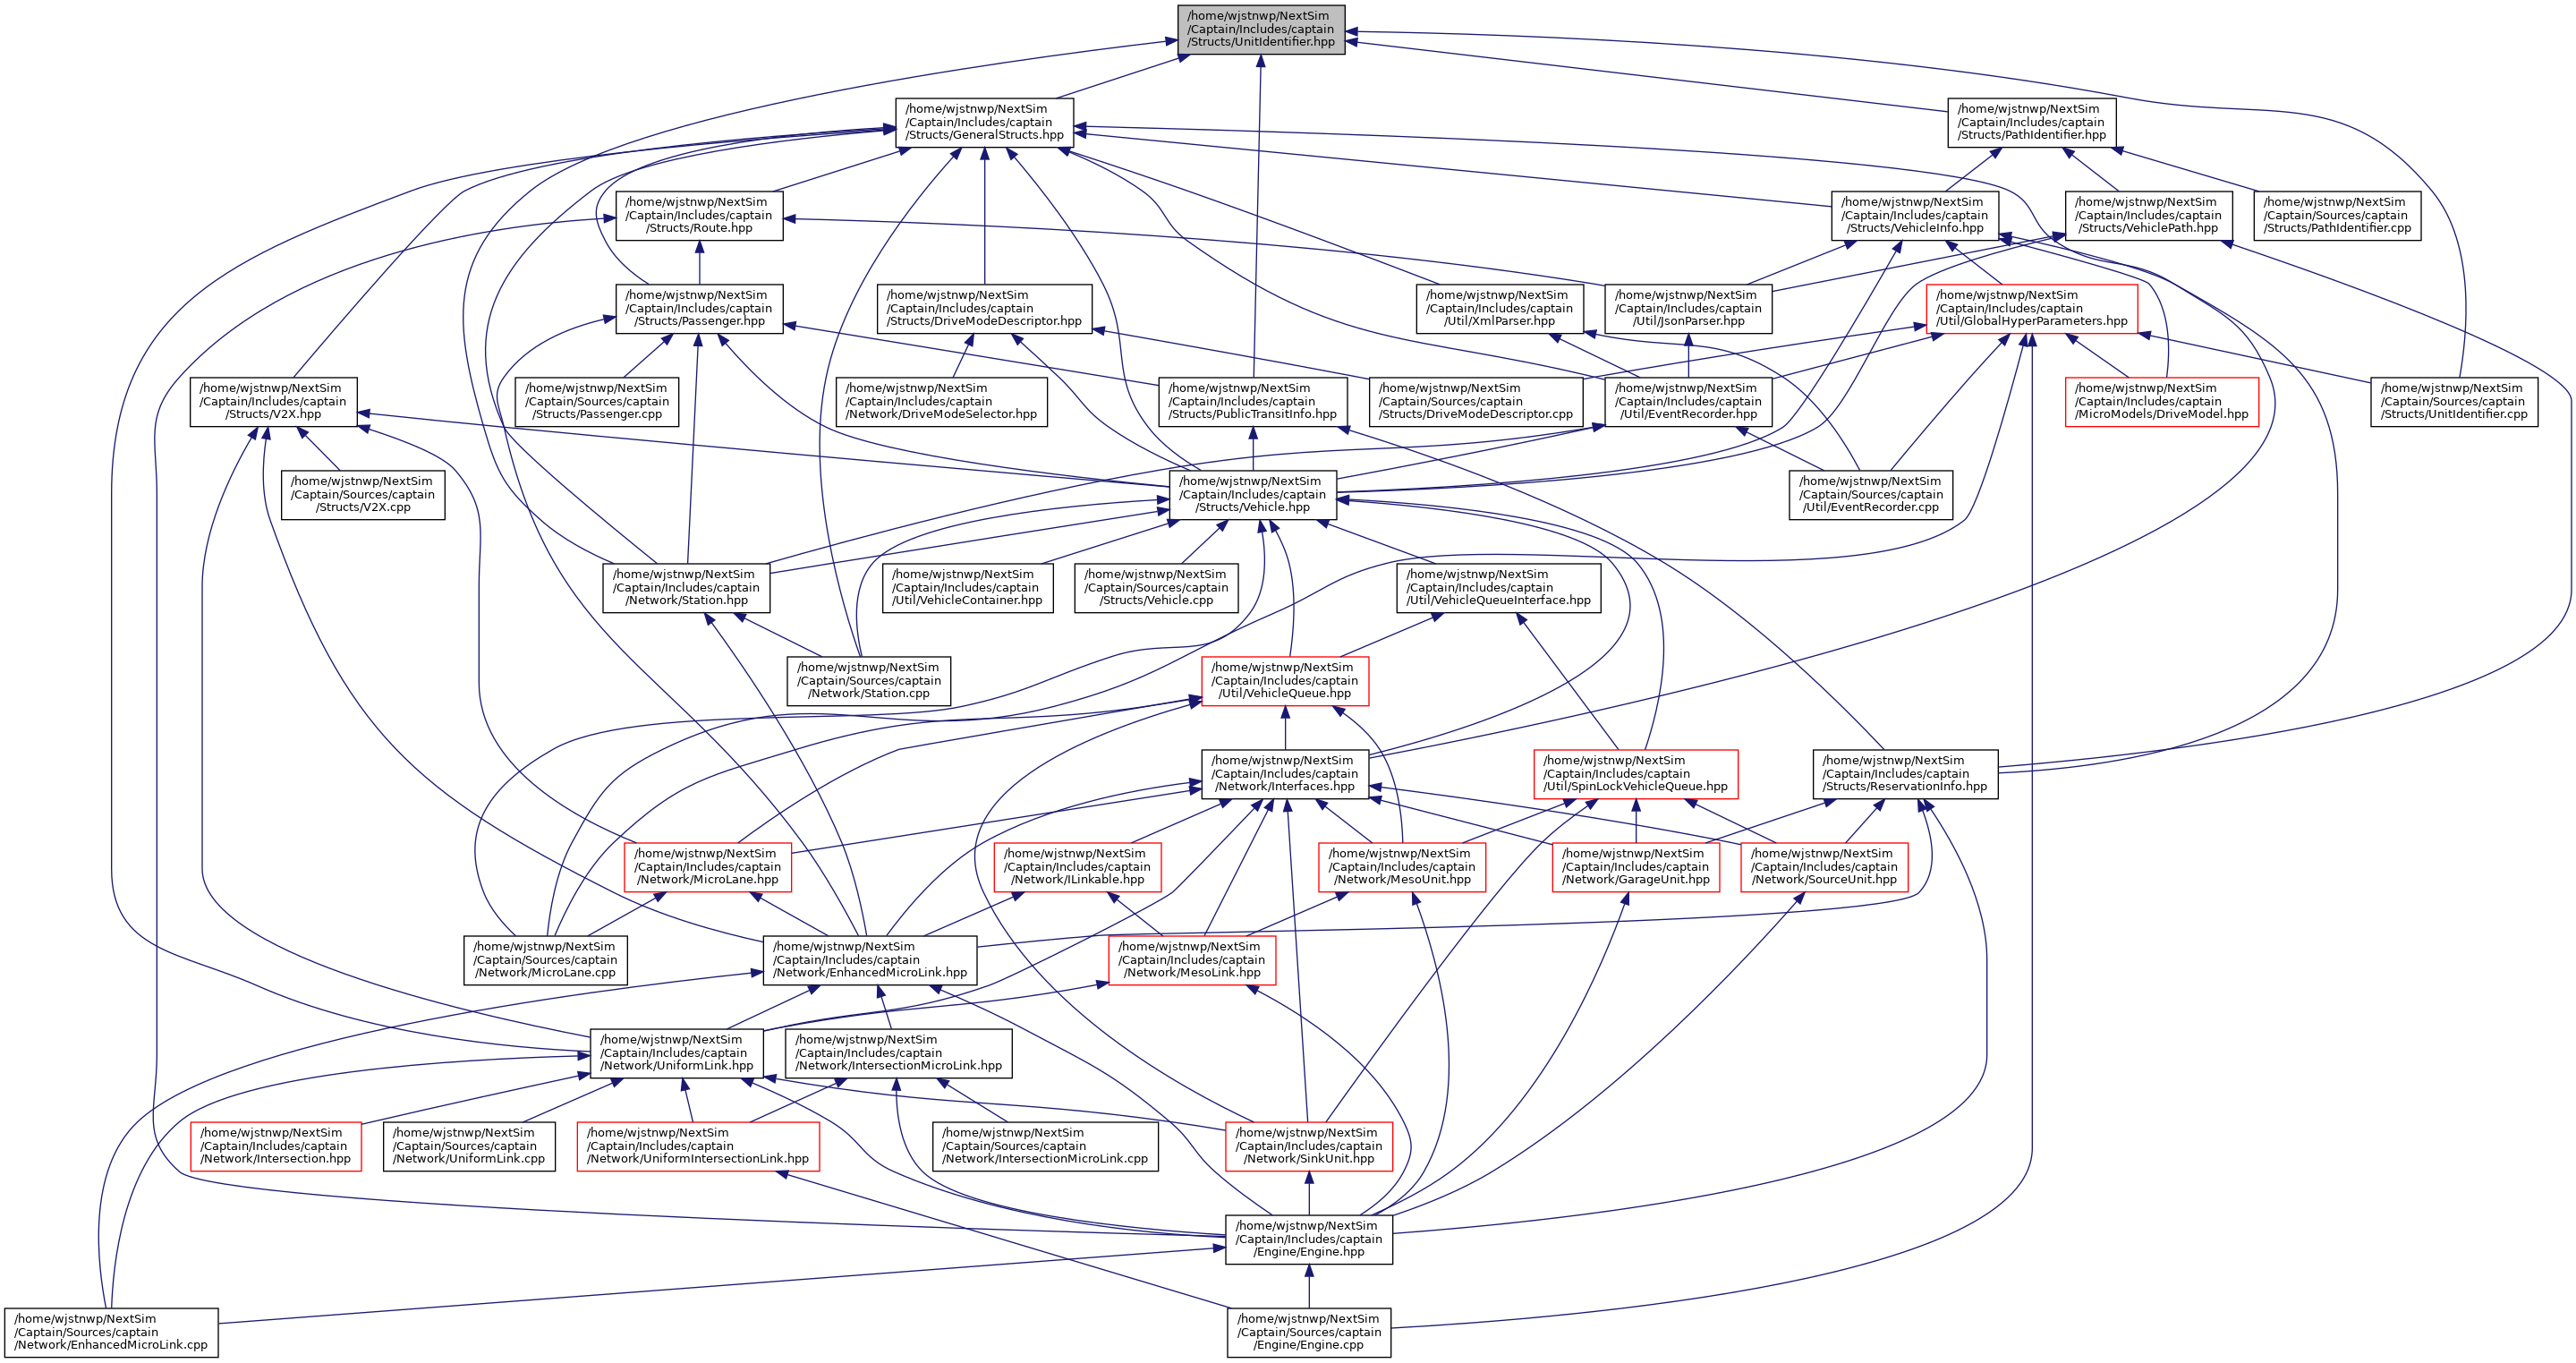 /home/wjstnwp/NextSim
/Captain/Includes/captain
/Structs/UnitIdentifier.hpp
/home/wjstnwp/NextSim
/Captain/Includes/captain
/Structs/GeneralStructs.hpp
/home/wjstnwp/NextSim
/Captain/Includes/captain
/Structs/PathIdentifier.hpp
/home/wjstnwp/NextSim
/Captain/Includes/captain
/Structs/Route.hpp
/home/wjstnwp/NextSim
/Captain/Includes/captain
/Structs/VehicleInfo.hpp
/home/wjstnwp/NextSim
/Captain/Includes/captain
/Structs/VehiclePath.hpp
/home/wjstnwp/NextSim
/Captain/Sources/captain
/Structs/PathIdentifier.cpp
/home/wjstnwp/NextSim
/Captain/Includes/captain
/Structs/Passenger.hpp
/home/wjstnwp/NextSim
/Captain/Includes/captain
/Structs/DriveModeDescriptor.hpp
/home/wjstnwp/NextSim
/Captain/Includes/captain
/Util/XmlParser.hpp
/home/wjstnwp/NextSim
/Captain/Includes/captain
/Util/JsonParser.hpp
/home/wjstnwp/NextSim
/Captain/Includes/captain
/Util/GlobalHyperParameters.hpp
/home/wjstnwp/NextSim
/Captain/Includes/captain
/Structs/V2X.hpp
/home/wjstnwp/NextSim
/Captain/Sources/captain
/Structs/Passenger.cpp
/home/wjstnwp/NextSim
/Captain/Includes/captain
/Network/DriveModeSelector.hpp
/home/wjstnwp/NextSim
/Captain/Includes/captain
/Structs/PublicTransitInfo.hpp
/home/wjstnwp/NextSim
/Captain/Sources/captain
/Structs/DriveModeDescriptor.cpp
/home/wjstnwp/NextSim
/Captain/Includes/captain
/Util/EventRecorder.hpp
/home/wjstnwp/NextSim
/Captain/Includes/captain
/MicroModels/DriveModel.hpp
/home/wjstnwp/NextSim
/Captain/Sources/captain
/Structs/UnitIdentifier.cpp
/home/wjstnwp/NextSim
/Captain/Sources/captain
/Structs/V2X.cpp
/home/wjstnwp/NextSim
/Captain/Includes/captain
/Structs/Vehicle.hpp
/home/wjstnwp/NextSim
/Captain/Sources/captain
/Util/EventRecorder.cpp
/home/wjstnwp/NextSim
/Captain/Includes/captain
/Network/Station.hpp
/home/wjstnwp/NextSim
/Captain/Includes/captain
/Util/VehicleContainer.hpp
/home/wjstnwp/NextSim
/Captain/Sources/captain
/Structs/Vehicle.cpp
/home/wjstnwp/NextSim
/Captain/Includes/captain
/Util/VehicleQueueInterface.hpp
/home/wjstnwp/NextSim
/Captain/Sources/captain
/Network/Station.cpp
/home/wjstnwp/NextSim
/Captain/Includes/captain
/Util/VehicleQueue.hpp
/home/wjstnwp/NextSim
/Captain/Includes/captain
/Network/Interfaces.hpp
/home/wjstnwp/NextSim
/Captain/Includes/captain
/Util/SpinLockVehicleQueue.hpp
/home/wjstnwp/NextSim
/Captain/Includes/captain
/Structs/ReservationInfo.hpp
/home/wjstnwp/NextSim
/Captain/Includes/captain
/Network/MicroLane.hpp
/home/wjstnwp/NextSim
/Captain/Includes/captain
/Network/ILinkable.hpp
/home/wjstnwp/NextSim
/Captain/Includes/captain
/Network/MesoUnit.hpp
/home/wjstnwp/NextSim
/Captain/Includes/captain
/Network/GarageUnit.hpp
/home/wjstnwp/NextSim
/Captain/Includes/captain
/Network/SourceUnit.hpp
/home/wjstnwp/NextSim
/Captain/Sources/captain
/Network/MicroLane.cpp
/home/wjstnwp/NextSim
/Captain/Includes/captain
/Network/EnhancedMicroLink.hpp
/home/wjstnwp/NextSim
/Captain/Includes/captain
/Network/MesoLink.hpp
/home/wjstnwp/NextSim
/Captain/Includes/captain
/Network/UniformLink.hpp
/home/wjstnwp/NextSim
/Captain/Includes/captain
/Network/IntersectionMicroLink.hpp
/home/wjstnwp/NextSim
/Captain/Includes/captain
/Network/Intersection.hpp
/home/wjstnwp/NextSim
/Captain/Sources/captain
/Network/UniformLink.cpp
/home/wjstnwp/NextSim
/Captain/Includes/captain
/Network/UniformIntersectionLink.hpp
/home/wjstnwp/NextSim
/Captain/Sources/captain
/Network/IntersectionMicroLink.cpp
/home/wjstnwp/NextSim
/Captain/Includes/captain
/Network/SinkUnit.hpp
/home/wjstnwp/NextSim
/Captain/Includes/captain
/Engine/Engine.hpp
/home/wjstnwp/NextSim
/Captain/Sources/captain
/Network/EnhancedMicroLink.cpp
/home/wjstnwp/NextSim
/Captain/Sources/captain
/Engine/Engine.cpp